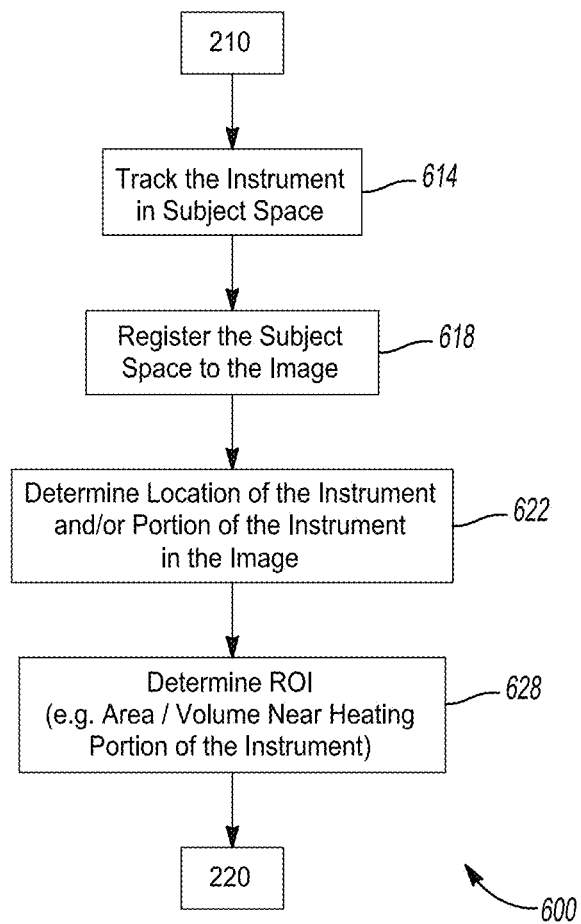 210
Track the Instrument
in Subject Space
614
Register the Subject
Space to the Image
618
Determine Location of the Instrument
and/or Portion of the Instrument
in the Image
622
Determine ROI
(e.g. Area / Volume Near Heating
Portion of the Instrument)
628
220
600